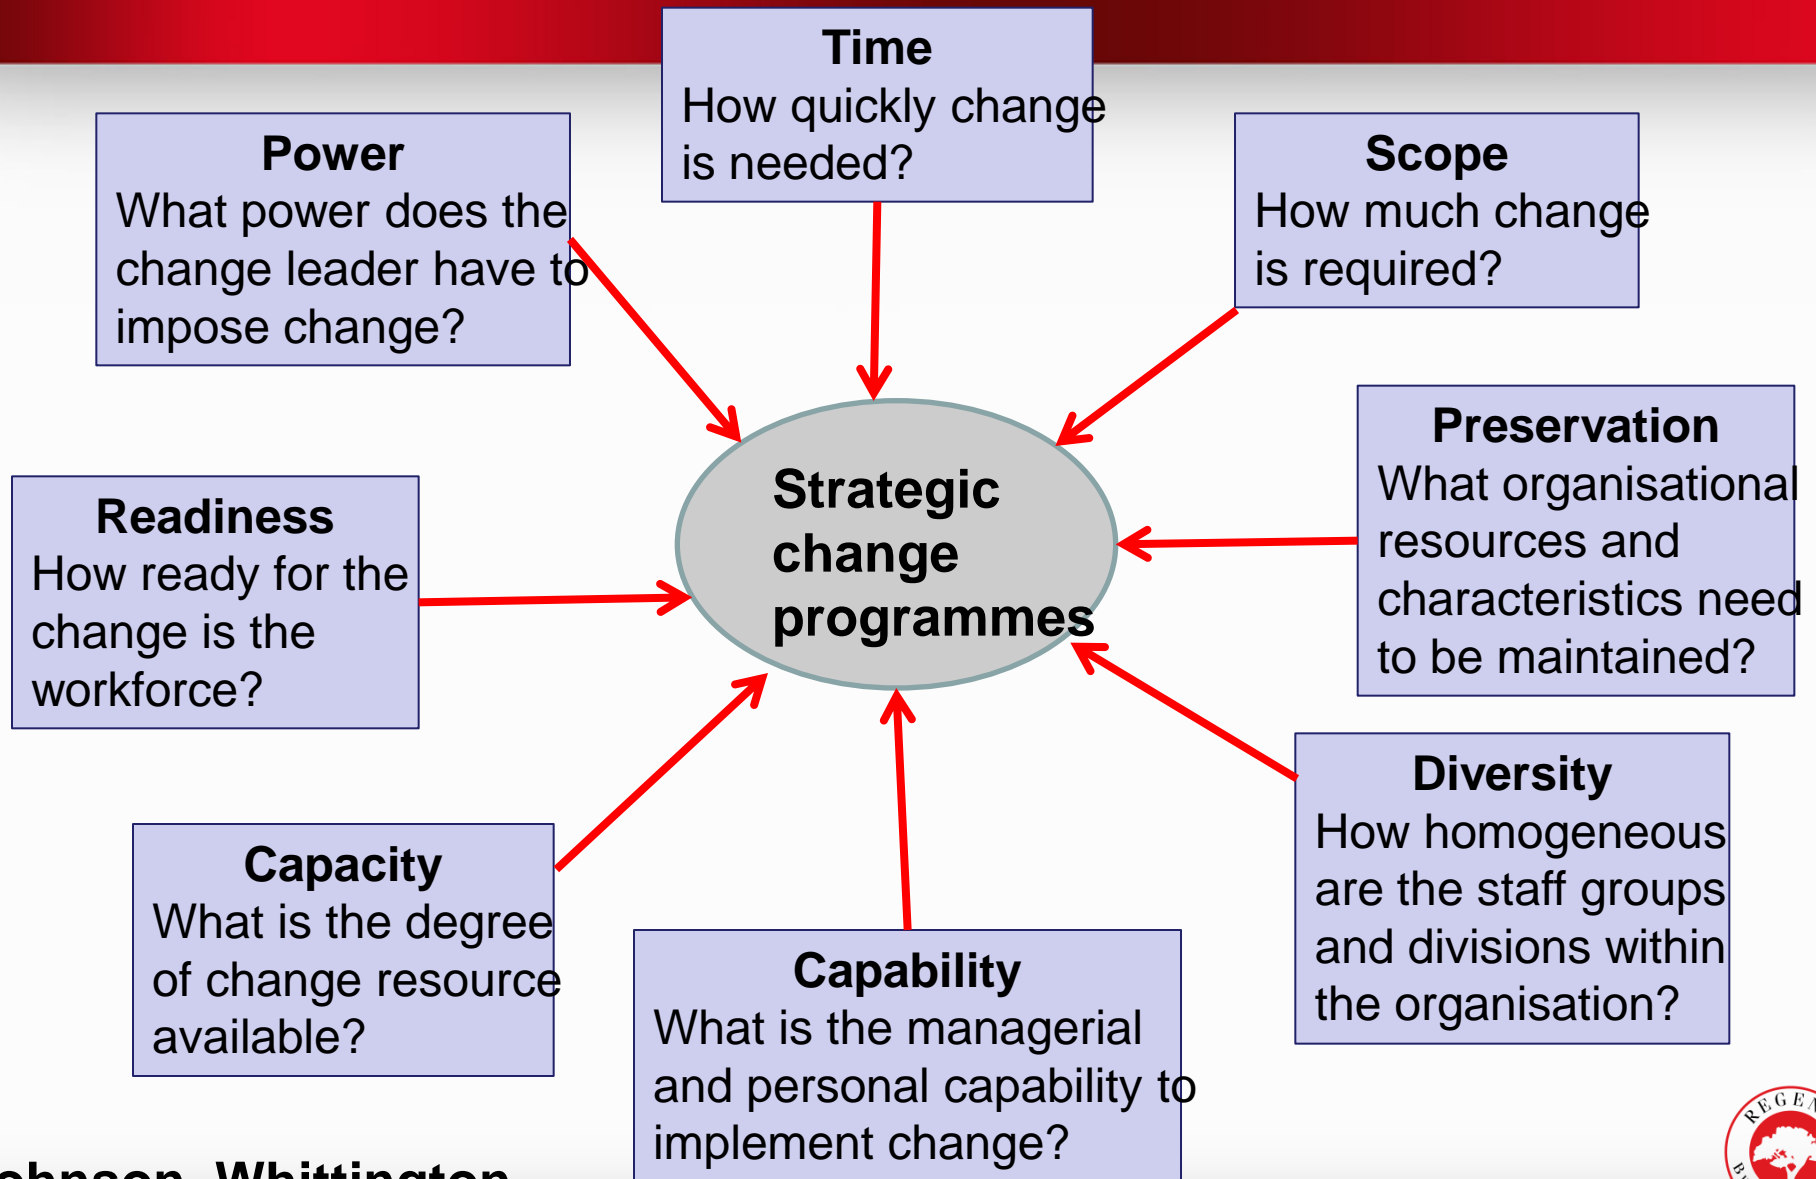 Time
How quickly change
is needed?
Scope
How much change
is required?
Preservation
What organisational
resources and
characteristics need
to be maintained?
Diversity
How homogeneous
are the staff groups
and divisions within
the organisation?
Capability
What is the managerial
and personal capability to
implement change?
Capacity
What is the degree
of change resource
available?
Readiness
How ready for the
change is the
workforce?
Power
What power does the
change leader have to
impose change?
Strategic
change
programmes
Whittington